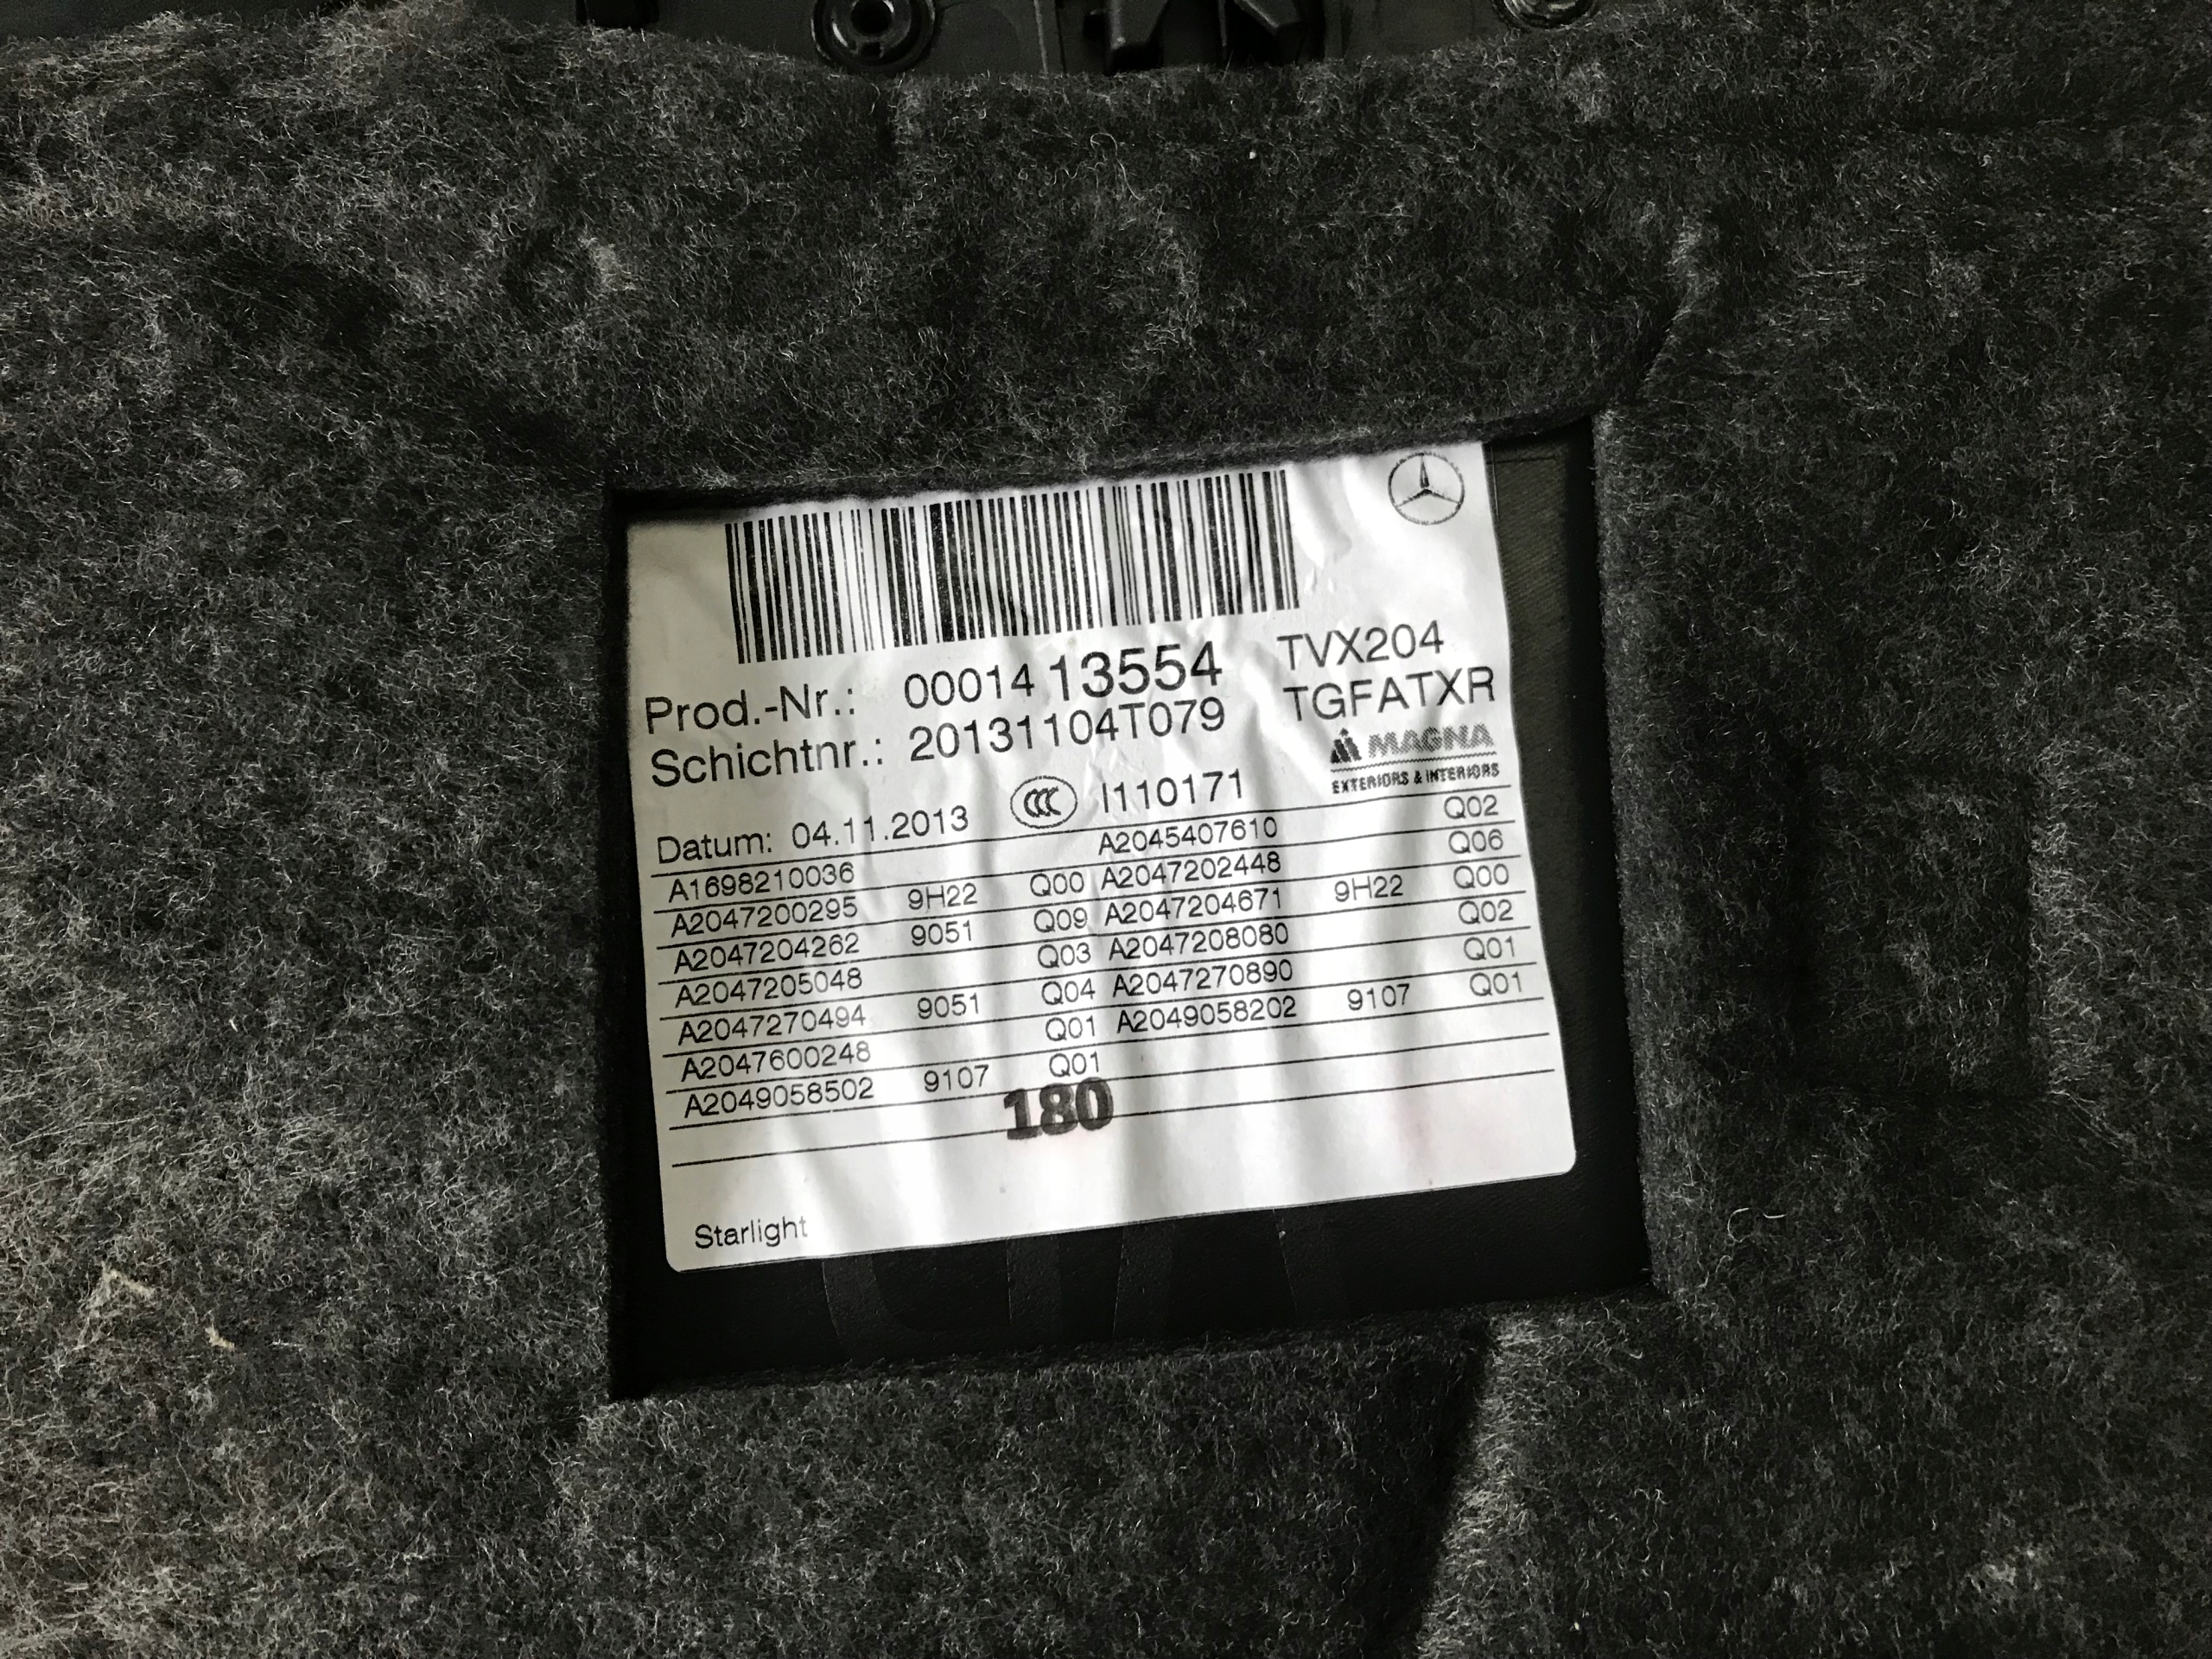 Prod.-Nr.: 0001413554 TVX204
Schichtnr.: 20131104T079 TGFATXR
MAGNA
EXTERIORS & INTERIORS
Datum: 04.11.2013 CCC I110171
A1698210036 A2045407610 Q02
A2047200295 9H22 Q00 A2047202448 Q06
A2047204262 9051 Q09 A2047204671 9H22 Q00
A2047205048 Q03 A2047208080 Q02
A2047270494 9051 Q04 A2047270890 Q01
A2047600248 Q01 A2049058202 9107 Q01
A2049058502 9107 Q01
180
Starlight